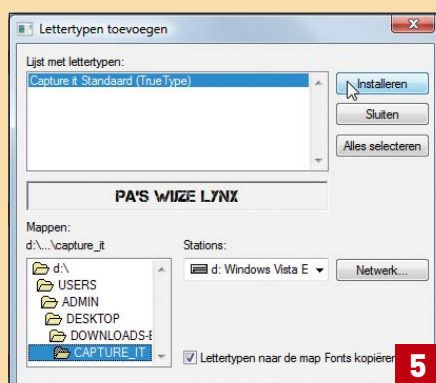 Lettertypen toevoegen
Lijst met lettertypen:
Capture it Standaard (TrueType)
Installeren
Sluiten
Alles selecteren
PA'S WIJZE LYNX
Mappen:
d:\...\capture_it
Stations:
d:\
USERS
ADMIN
DESKTOP
DOWNLOADS-
CAPTURE_IT
d: Windows Vista E
Netwerk...
Lettertypen naar de map Fonts kopiëren
5